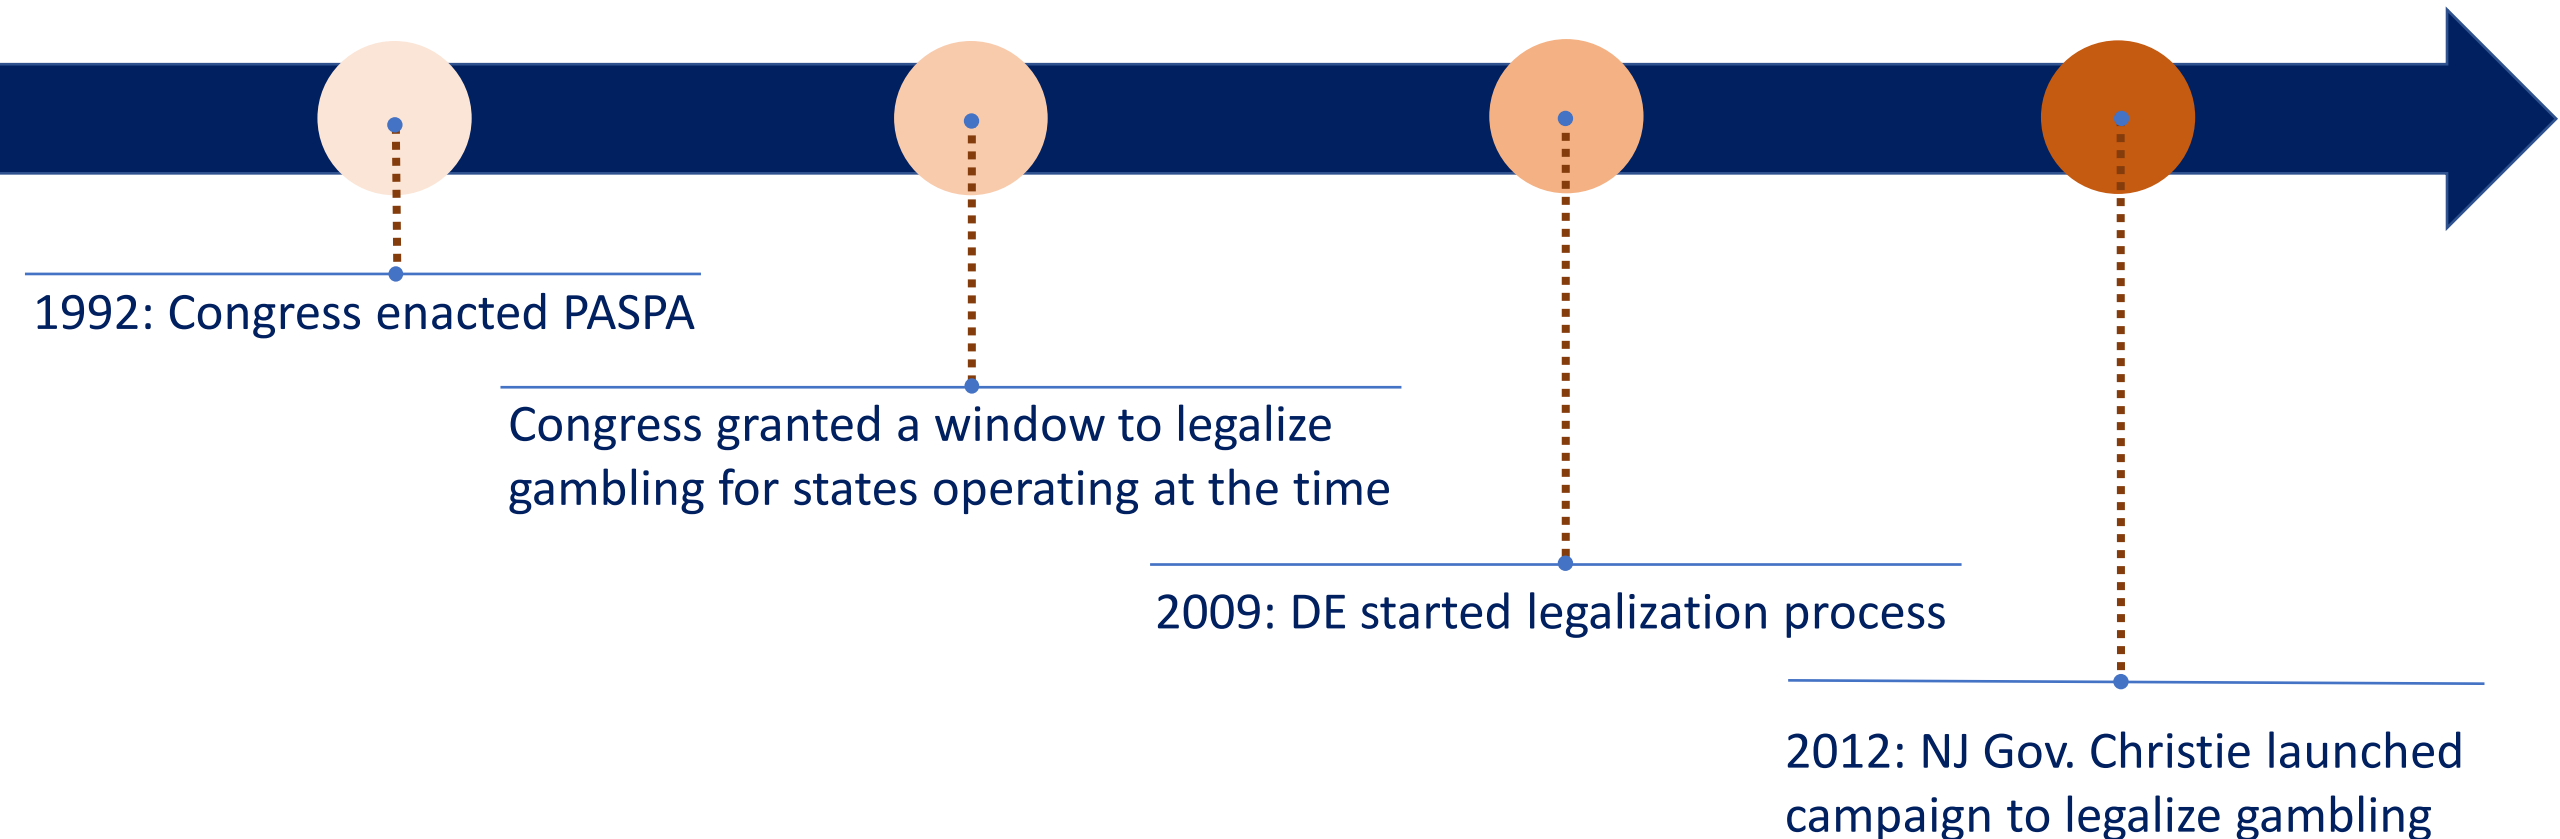 1992: Congress enacted PASPA
Congress granted a window to legalize
gambling for states operating at the time
2009: DE started legalization process
2012: NJ Gov. Christie launched
campaign to legalize gambling